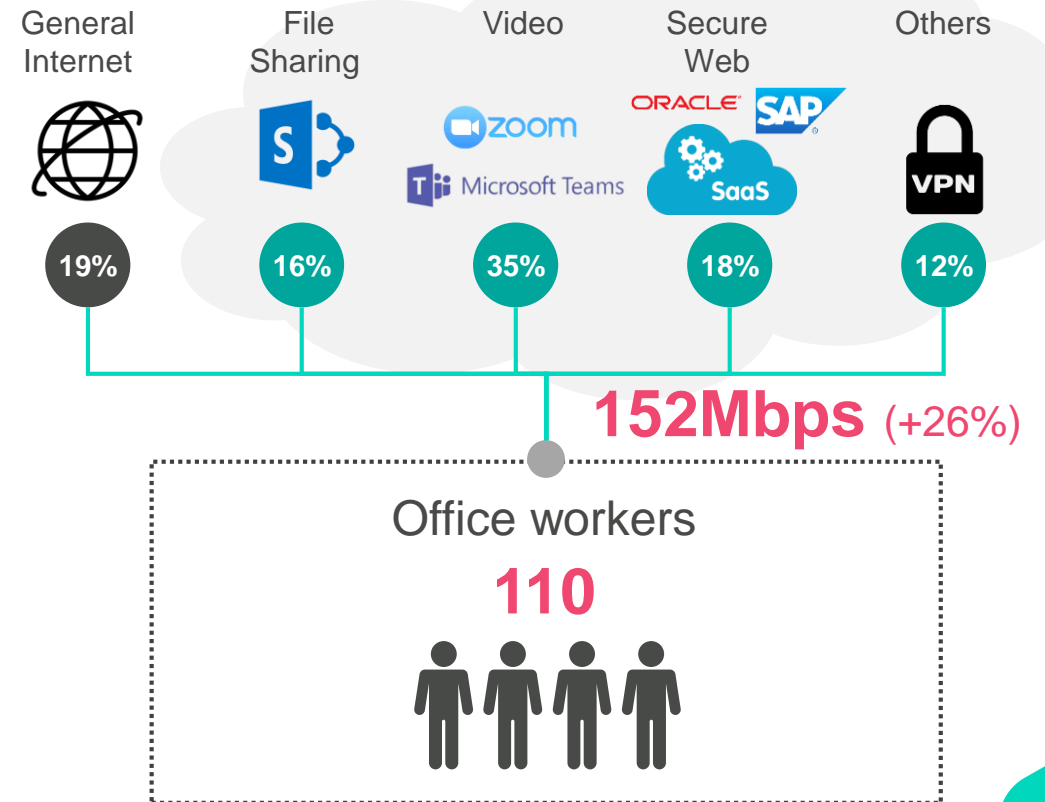 General
Internet
File
Sharing
Video
Secure
Web
Others
ORACLE
SAP
zoom
S
T
Microsoft Teams
SaaS
VPN
19%
16%
35%
18%
12%
152Mbps (+26%)
Office workers
110